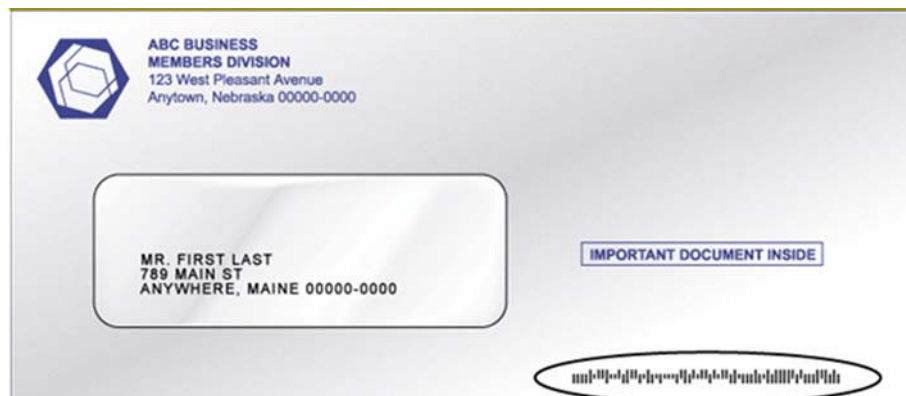 ABC BUSINESS
MEMBERS DIVISION
123 West Pleasant Avenue
Anytown, Nebraska 00000-0000
MR. FIRST LAST
789 MAIN ST
ANYWHERE, MAINE 00000-0000
IMPORTANT DOCUMENT INSIDE